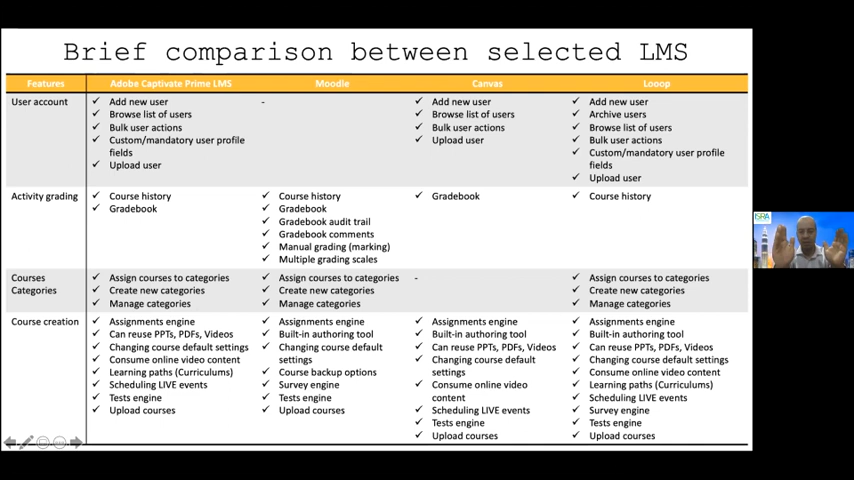 Brief comparison between selected LMS
Features Adobe Captivate Prime LMS Moodle Canvas Looop
User account
✓ Add new user
✓ Browse list of users
✓ Bulk user actions
✓ Custom/mandatory user profile
fields
✓ Upload user
-
✓ Add new user
✓ Browse list of users
✓ Bulk user actions
✓ Upload user
✓ Add new user
✓ Archive users
✓ Browse list of users
✓ Bulk user actions
✓ Custom/mandatory user profile
fields
✓ Upload user
Activity grading
✓ Course history
✓ Gradebook
✓ Course history
✓ Gradebook
✓ Gradebook audit trail
✓ Gradebook comments
✓ Manual grading (marking)
✓ Multiple grading scales
✓ Gradebook
✓ Course history
Courses
Categories
✓ Assign courses to categories
✓ Create new categories
✓ Manage categories
✓ Assign courses to categories
✓ Create new categories
✓ Manage categories
-
✓ Assign courses to categories
✓ Create new categories
✓ Manage categories
Course creation
✓ Assignments engine
✓ Can reuse PPTs, PDFs, Videos
✓ Changing course default settings
✓ Consume online video content
✓ Learning paths (Curriculums)
✓ Scheduling LIVE events
✓ Tests engine
✓ Upload courses
✓ Assignments engine
✓ Built-in authoring tool
✓ Changing course default
settings
✓ Course backup options
✓ Survey engine
✓ Tests engine
✓ Upload courses
✓ Assignments engine
✓ Built-in authoring tool
✓ Can reuse PPTs, PDFs, Videos
✓ Changing course default
settings
✓ Consume online video
content
✓ Scheduling LIVE events
✓ Tests engine
✓ Upload courses
✓ Assignments engine
✓ Built-in authoring tool
✓ Can reuse PPTs, PDFs, Videos
✓ Changing course default settings
✓ Consume online video content
✓ Learning paths (Curriculums)
✓ Scheduling LIVE events
✓ Survey engine
✓ Tests engine
✓ Upload courses
ISRA